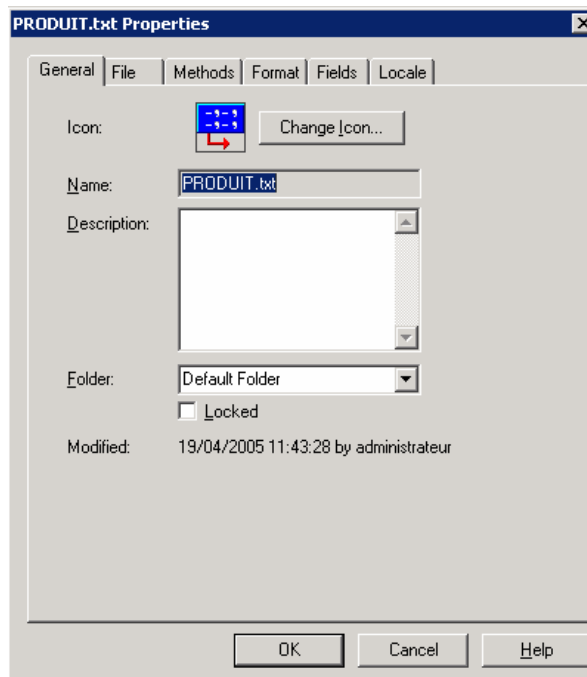 PRODUIT.txt Properties
General File Methods Format Fields Locale
Icon: Change Icon...
Name: PRODUIT.txt
Description:
Folder: Default Folder
Locked
Modified: 19/04/2005 11:43:28 by administrateur
OK Cancel Help